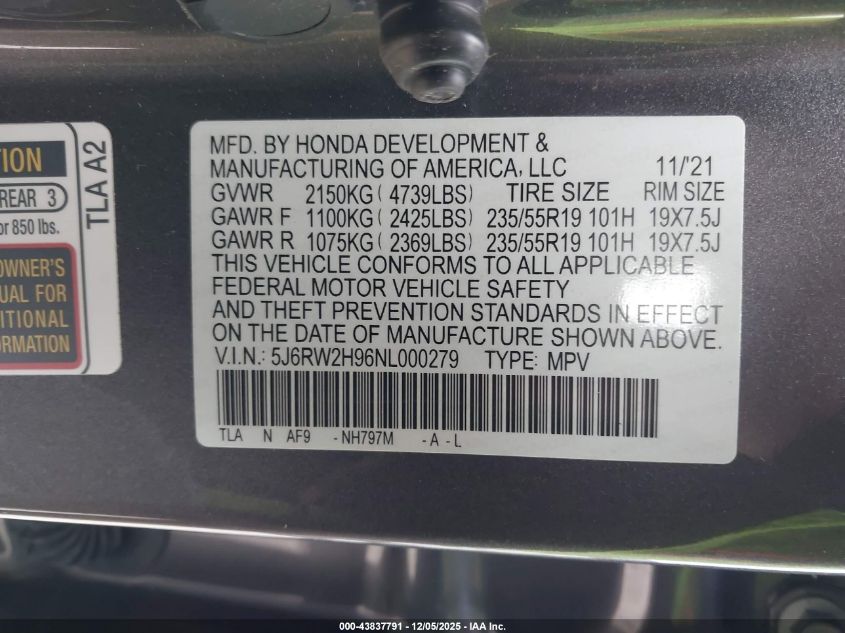 TION
REAR 3
or 850 lbs.
OWNER'S
UAL FOR
ITIONAL
ORMATION
TLA A2
MFD. BY HONDA DEVELOPMENT &
MANUFACTURING OF AMERICA, LLC 11/'21
GVWR 2150KG ( 4739LBS) TIRE SIZE RIM SIZE
GAWR F 1100KG ( 2425LBS) 235/55R19 101H 19X7.5J
GAWR R 1075KG ( 2369LBS) 235/55R19 101H 19X7.5J
THIS VEHICLE CONFORMS TO ALL APPLICABLE
FEDERAL MOTOR VEHICLE SAFETY
AND THEFT PREVENTION STANDARDS IN EFFECT
ON THE DATE OF MANUFACTURE SHOWN ABOVE.
V.I.N.: 5J6RW2H96NL000279 TYPE: MPV
TLA N AF9 - NH797M - A - L
000-43837791 - 12/05/2025 - IAA, Inc.